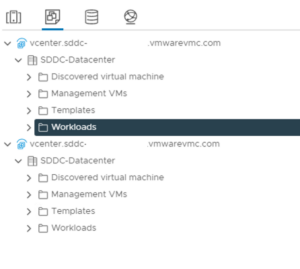 vcenter.sddc- .vmwarevmc.com
SDDC-Datacenter
Discovered virtual machine
Management VMs
Templates
Workloads
vcenter.sddc- .vmwarevmc.com
SDDC-Datacenter
Discovered virtual machine
Management VMs
Templates
Workloads